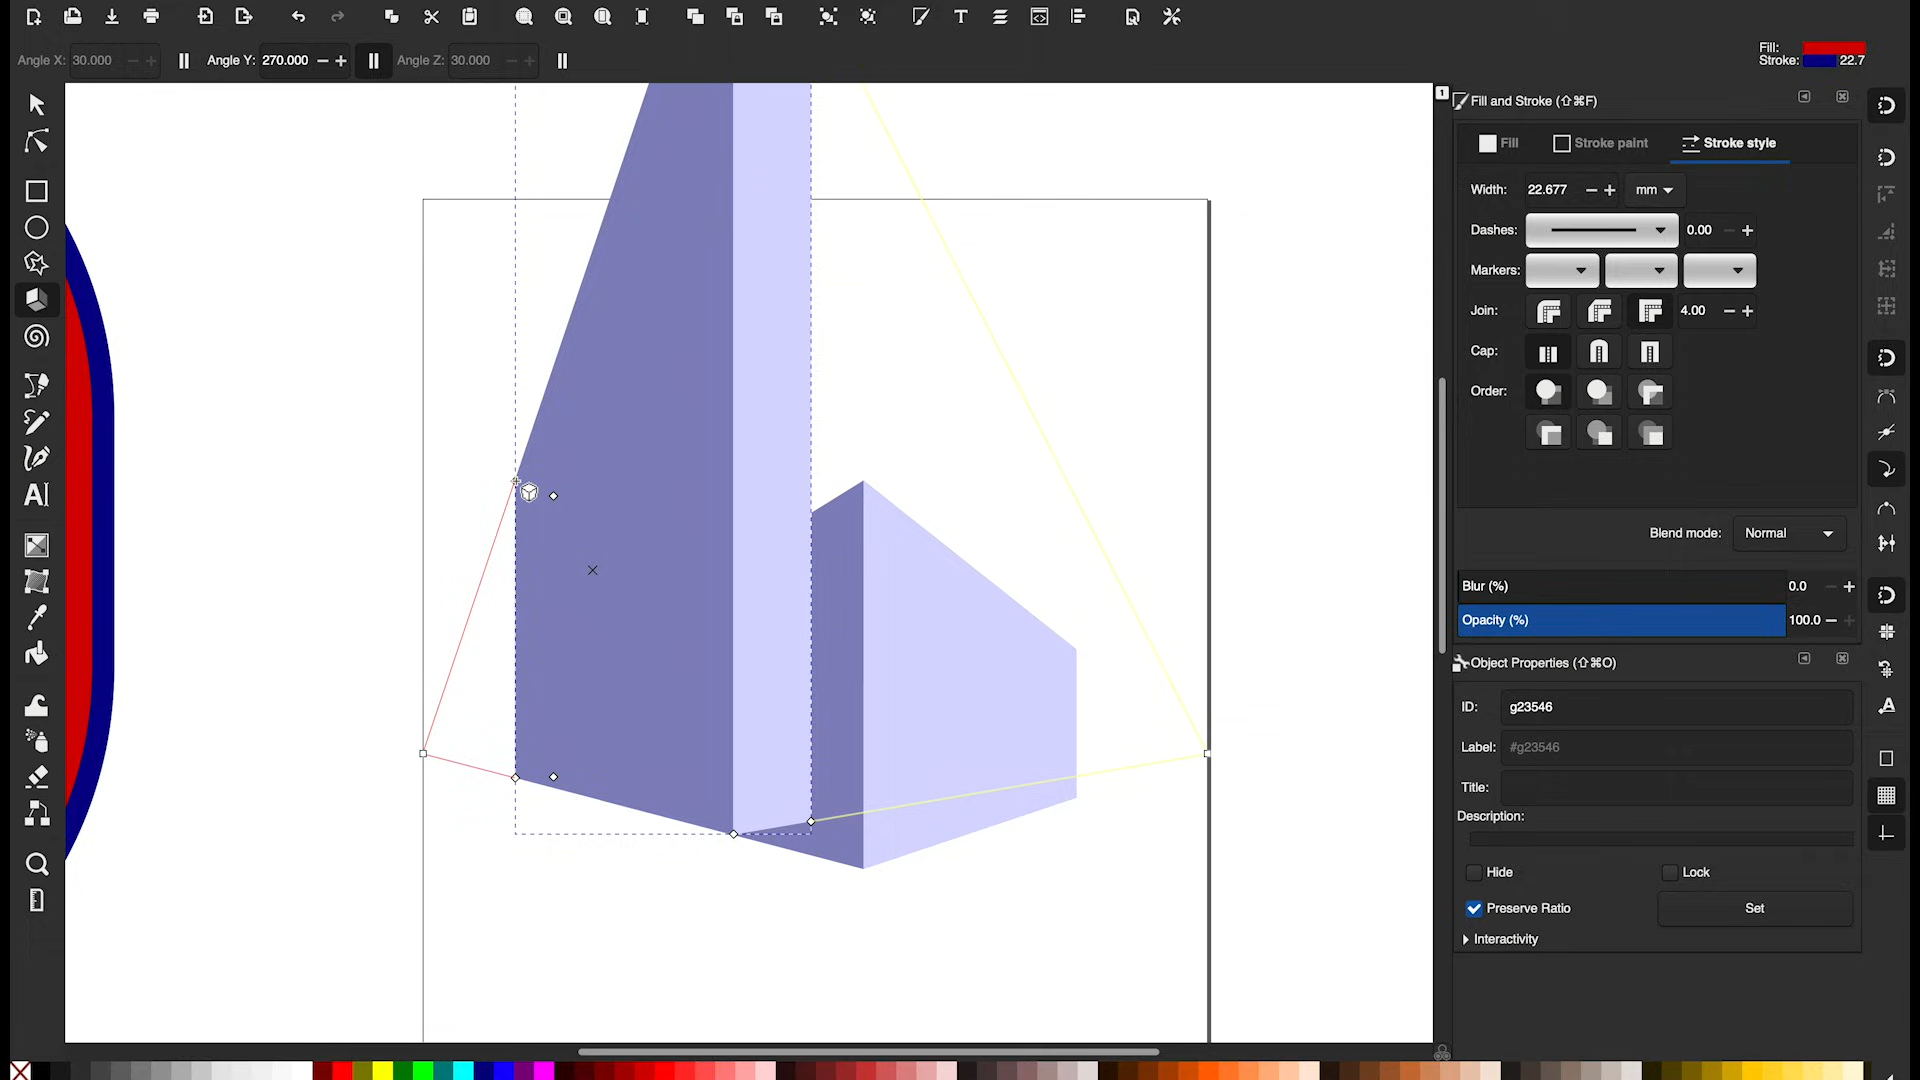 Angle X: 30.000 Angle Y: 270.000 Angle Z: 30.000
Fill:
Stroke: 22.7
1
Fill and Stroke (⇧⌘F)
Fill Stroke paint Stroke style
Width: 22.677 mm
Dashes: 0.00
Markers:
Join: 4.00
Cap:
Order:
Blend mode: Normal
Blur (%) 0.0
Opacity (%) 100.0
Object Properties (⇧⌘O)
ID: g23546
Label: #g23546
Title:
Description:
Hide Lock
Preserve Ratio Set
Interactivity